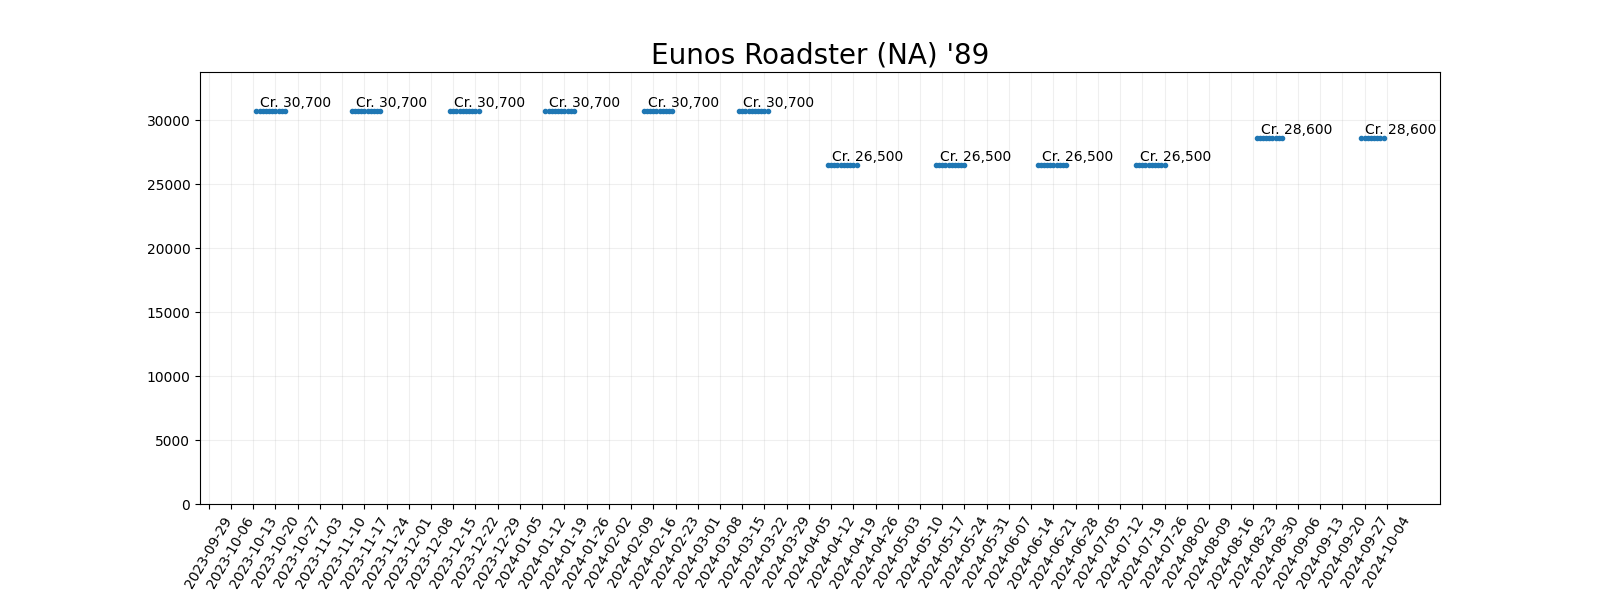 Eunos Roadster (NA) '89
Cr. 30,700 Cr. 30,700 Cr. 30,700 Cr. 30,700 Cr. 30,700 Cr. 30,700
30000
Cr. 28,600 Cr. 28,600
Cr. 26,500 Cr. 26,500 Cr. 26,500 Cr. 26,500
25000
20000
15000
10000
5000
0
2023-09-29 2023-10-06 2023-10-13 2023-10-20 2023-10-27 2023-11-03 2023-11-10 2023-11-17 2023-11-24 2023-12-01 2023-12-08 2023-12-15 2023-12-22 2023-12-29 2024-01-05 2024-01-12 2024-01-19 2024-01-26 2024-02-02 2024-02-09 2024-02-16 2024-02-23 2024-03-01 2024-03-08 2024-03-15 2024-03-22 2024-03-29 2024-04-05 2024-04-12 2024-04-19 2024-04-26 2024-05-03 2024-05-10 2024-05-17 2024-05-24 2024-05-31 2024-06-07 2024-06-14 2024-06-21 2024-06-28 2024-07-05 2024-07-12 2024-07-19 2024-07-26 2024-08-02 2024-08-09 2024-08-16 2024-08-23 2024-08-30 2024-09-06 2024-09-13 2024-09-20 2024-09-27 2024-10-04